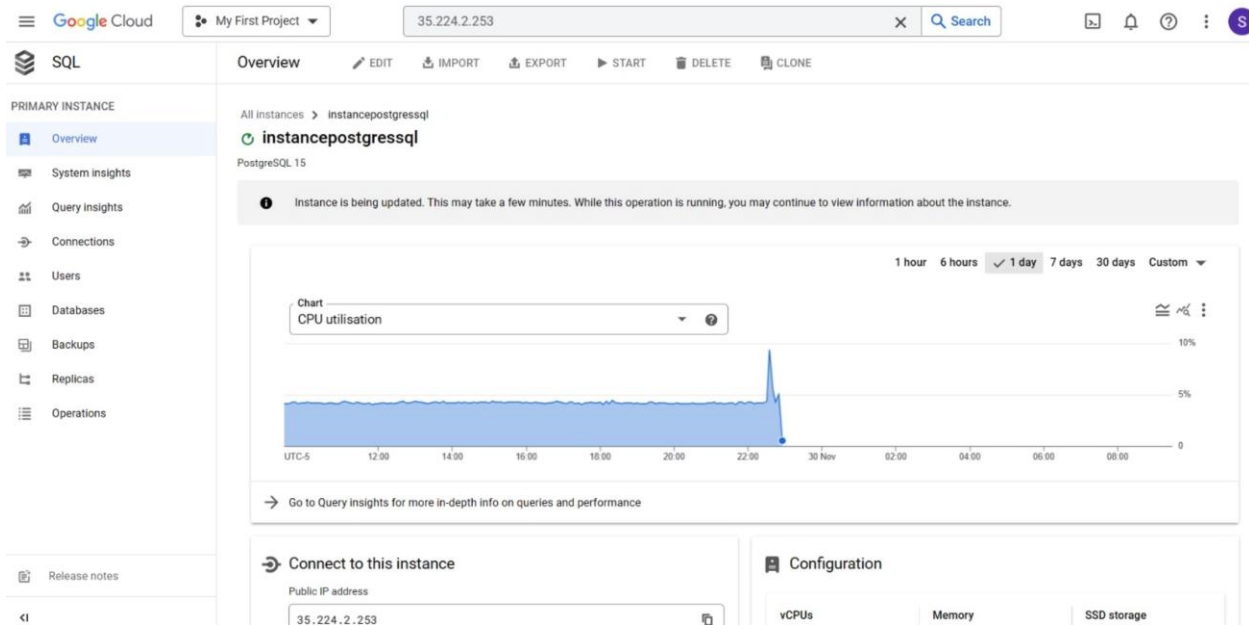 Google Cloud My First Project 35.224.2.253 Search S
SQL Overview EDIT IMPORT EXPORT START DELETE CLONE
PRIMARY INSTANCE
Overview
System insights
Query insights
Connections
Users
Databases
Backups
Replicas
Operations
Release notes
All instances > instancepostgressql
instancepostgressql
PostgreSQL 15
Instance is being updated. This may take a few minutes. While this operation is running, you may continue to view information about the instance.
1 hour 6 hours 1 day 7 days 30 days Custom
Chart
CPU utilisation
10%
5%
0
UTC-5 12:00 14:00 16:00 18:00 20:00 22:00 30 Nov 02:00 04:00 06:00 08:00
Go to Query insights for more in-depth info on queries and performance
Connect to this instance
Public IP address
35.224.2.253
Configuration
vCPUs Memory SSD storage